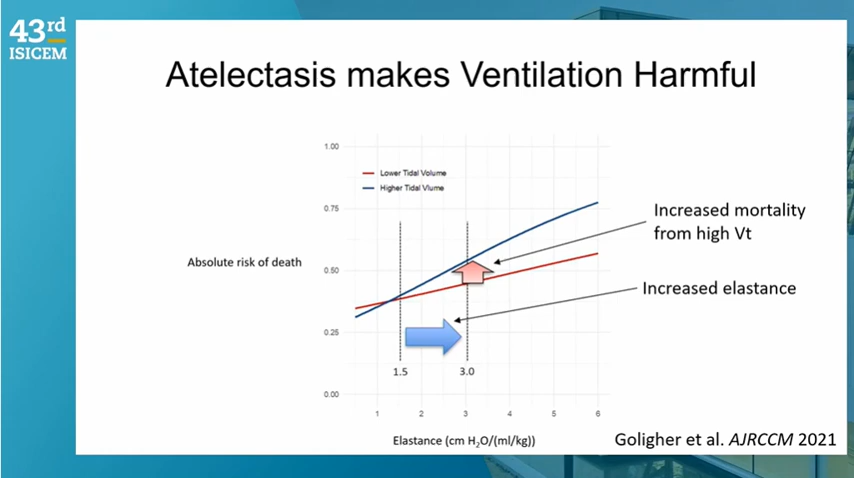 43rd
ISICEM
Atelectasis makes Ventilation Harmful
1.00
Lower Tidal Volume
Higher Tidal Vlume
0.75
Increased mortality
from high Vt
Absolute risk of death
0.50
Increased elastance
0.25
1.5
3.0
0.00
1 2 3 4 5 6
Elastance (cm H₂O/(ml/kg))
Goligher et al. AJRCCM 2021